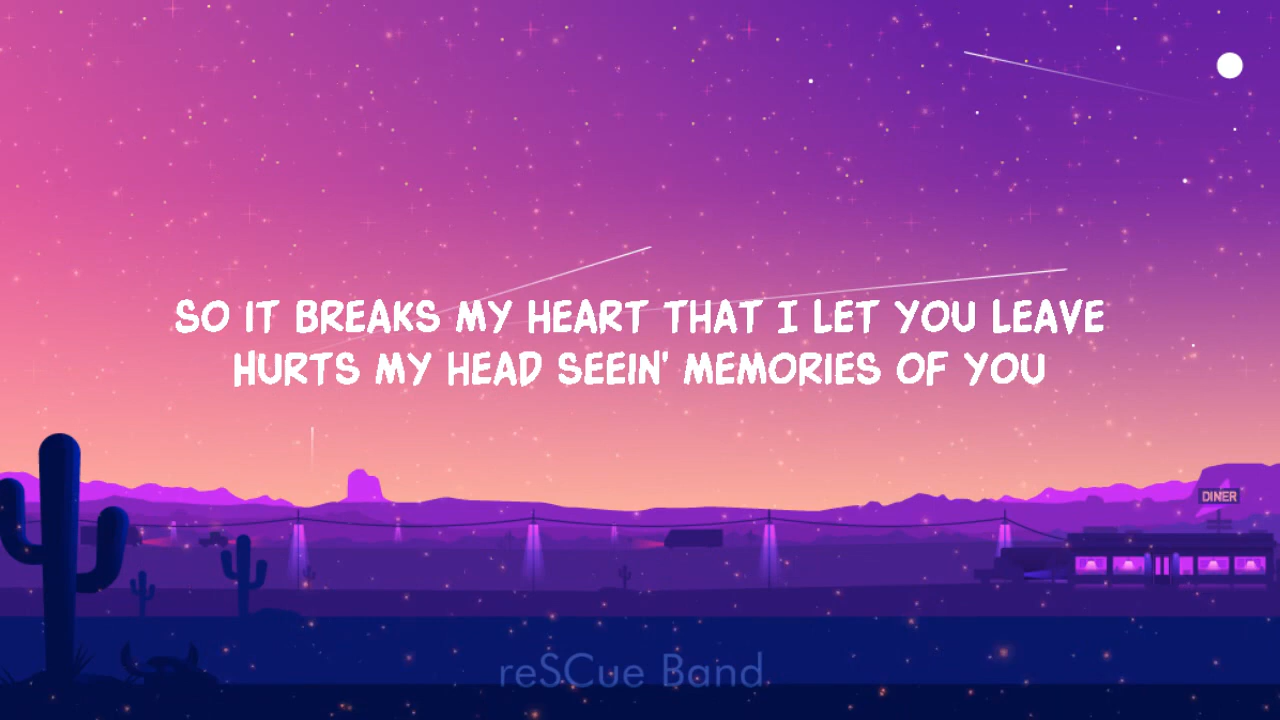 SO IT BREAKS MY HEART THAT I LET YOU LEAVE
HURTS MY HEAD SEEIN' MEMORIES OF YOU
DINER
reSCue Band